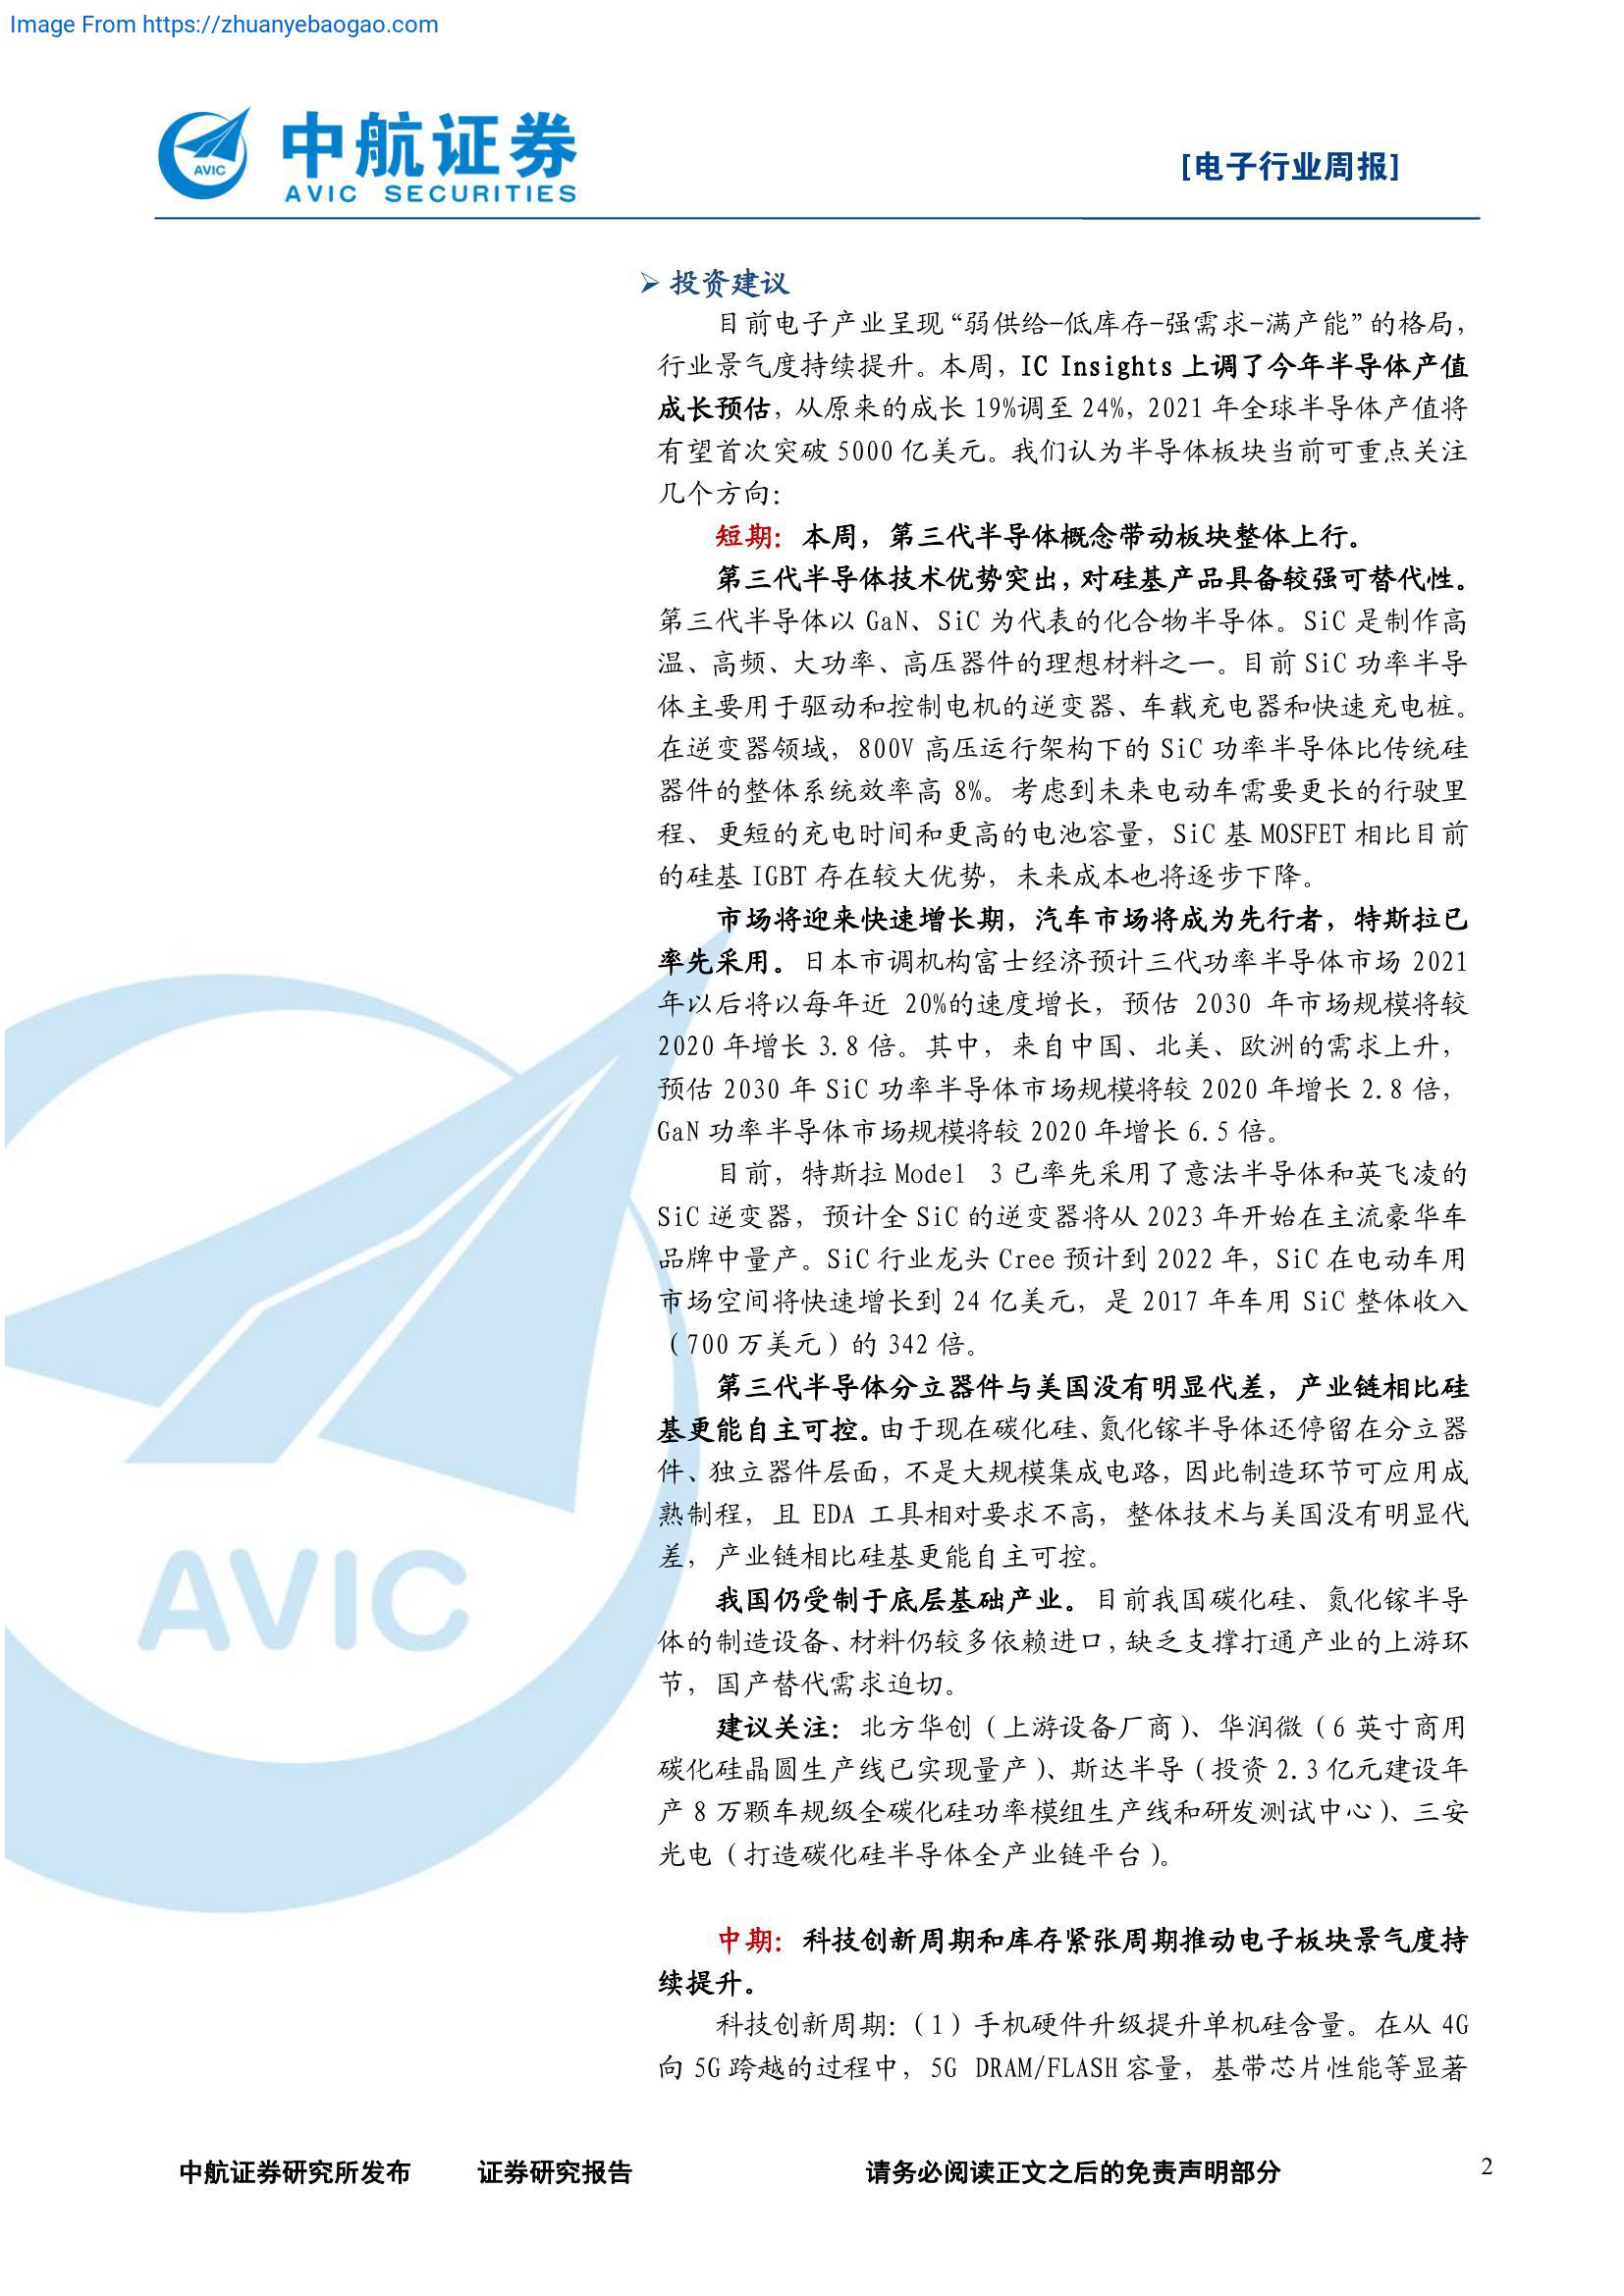 Image From https://zhuanyebaogao.com
AVIC
中航证券
AVIC SECURITIES
[电子行业周报]
➢ 投资建议
目前电子产业呈现“弱供给-低库存-强需求-满产能”的格局，
行业景气度持续提升。本周，IC Insights 上调了今年半导体产值
成长预估，从原来的成长 19%调至 24%，2021 年全球半导体产值将
有望首次突破 5000 亿美元。我们认为半导体板块当前可重点关注
几个方向：
短期：本周，第三代半导体概念带动板块整体上行。
第三代半导体技术优势突出，对硅基产品具备较强可替代性。
第三代半导体以 GaN、SiC 为代表的化合物半导体。SiC 是制作高
温、高频、大功率、高压器件的理想材料之一。目前 SiC 功率半导
体主要用于驱动和控制电机的逆变器、车载充电器和快速充电桩。
在逆变器领域，800V 高压运行架构下的 SiC 功率半导体比传统硅
器件的整体系统效率高 8%。考虑到未来电动车需要更长的行驶里
程、更短的充电时间和更高的电池容量，SiC 基 MOSFET 相比目前
的硅基 IGBT 存在较大优势，未来成本也将逐步下降。
市场将迎来快速增长期，汽车市场将成为先行者，特斯拉已
率先采用。日本市调机构富士经济预计三代功率半导体市场 2021
年以后将以每年近 20%的速度增长，预估 2030 年市场规模将较
2020 年增长 3.8 倍。其中，来自中国、北美、欧洲的需求上升，
预估 2030 年 SiC 功率半导体市场规模将较 2020 年增长 2.8 倍，
GaN 功率半导体市场规模将较 2020 年增长 6.5 倍。
目前，特斯拉 Model 3 已率先采用了意法半导体和英飞凌的
SiC 逆变器，预计全 SiC 的逆变器将从 2023 年开始在主流豪华车
品牌中量产。SiC 行业龙头 Cree 预计到 2022 年，SiC 在电动车用
市场空间将快速增长到 24 亿美元，是 2017 年车用 SiC 整体收入
（700 万美元）的 342 倍。
第三代半导体分立器件与美国没有明显代差，产业链相比硅
基更能自主可控。由于现在碳化硅、氮化镓半导体还停留在分立器
件、独立器件层面，不是大规模集成电路，因此制造环节可应用成
熟制程，且 EDA 工具相对要求不高，整体技术与美国没有明显代
差，产业链相比硅基更能自主可控。
我国仍受制于底层基础产业。目前我国碳化硅、氮化镓半导
体的制造设备、材料仍较多依赖进口，缺乏支撑打通产业的上游环
节，国产替代需求迫切。
建议关注：北方华创（上游设备厂商）、华润微（6 英寸商用
碳化硅晶圆生产线已实现量产）、斯达半导（投资 2.3 亿元建设年
产 8 万颗车规级全碳化硅功率模组生产线和研发测试中心）、三安
光电（打造碳化硅半导体全产业链平台）。
中期：科技创新周期和库存紧张周期推动电子板块景气度持
续提升。
科技创新周期：（1）手机硬件升级提升单机硅含量。在从 4G
向 5G 跨越的过程中，5G DRAM/FLASH 容量，基带芯片性能等显著
AVIC
中航证券研究所发布 证券研究报告 请务必阅读正文之后的免责声明部分 2